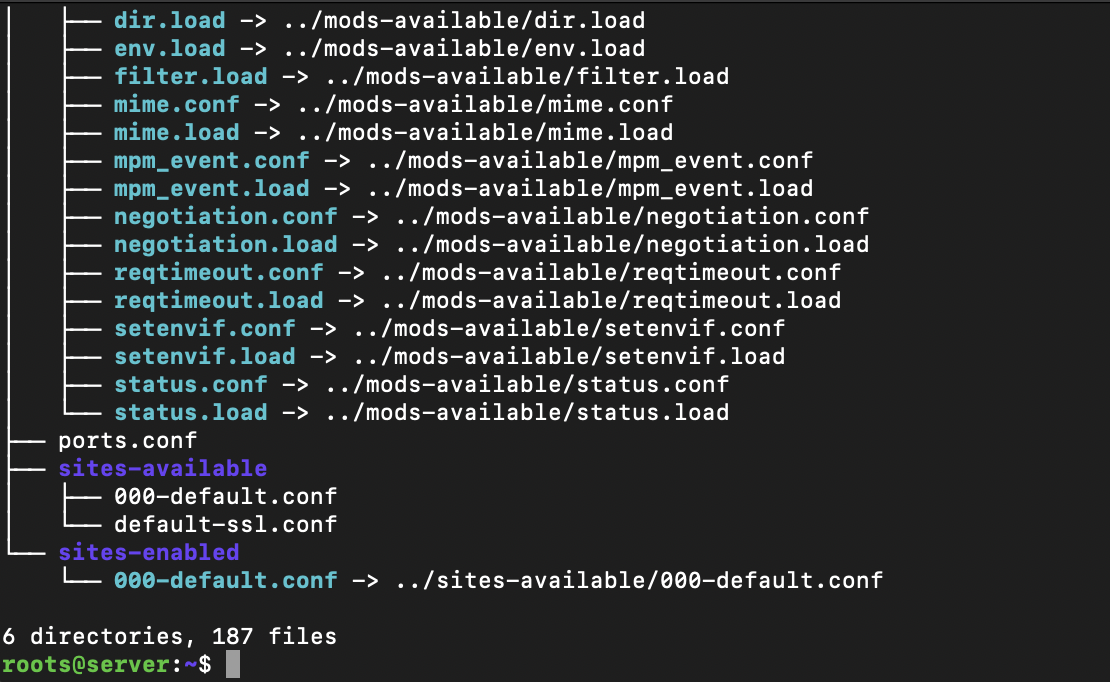 │   ├── dir.load -> ../mods-available/dir.load
│   ├── env.load -> ../mods-available/env.load
│   ├── filter.load -> ../mods-available/filter.load
│   ├── mime.conf -> ../mods-available/mime.conf
│   ├── mime.load -> ../mods-available/mime.load
│   ├── mpm_event.conf -> ../mods-available/mpm_event.conf
│   ├── mpm_event.load -> ../mods-available/mpm_event.load
│   ├── negotiation.conf -> ../mods-available/negotiation.conf
│   ├── negotiation.load -> ../mods-available/negotiation.load
│   ├── reqtimeout.conf -> ../mods-available/reqtimeout.conf
│   ├── reqtimeout.load -> ../mods-available/reqtimeout.load
│   ├── setenvif.conf -> ../mods-available/setenvif.conf
│   ├── setenvif.load -> ../mods-available/setenvif.load
│   ├── status.conf -> ../mods-available/status.conf
│   └── status.load -> ../mods-available/status.load
├── ports.conf
├── sites-available
│   ├── 000-default.conf
│   └── default-ssl.conf
└── sites-enabled
    └── 000-default.conf -> ../sites-available/000-default.conf

6 directories, 187 files
roots@server:~$